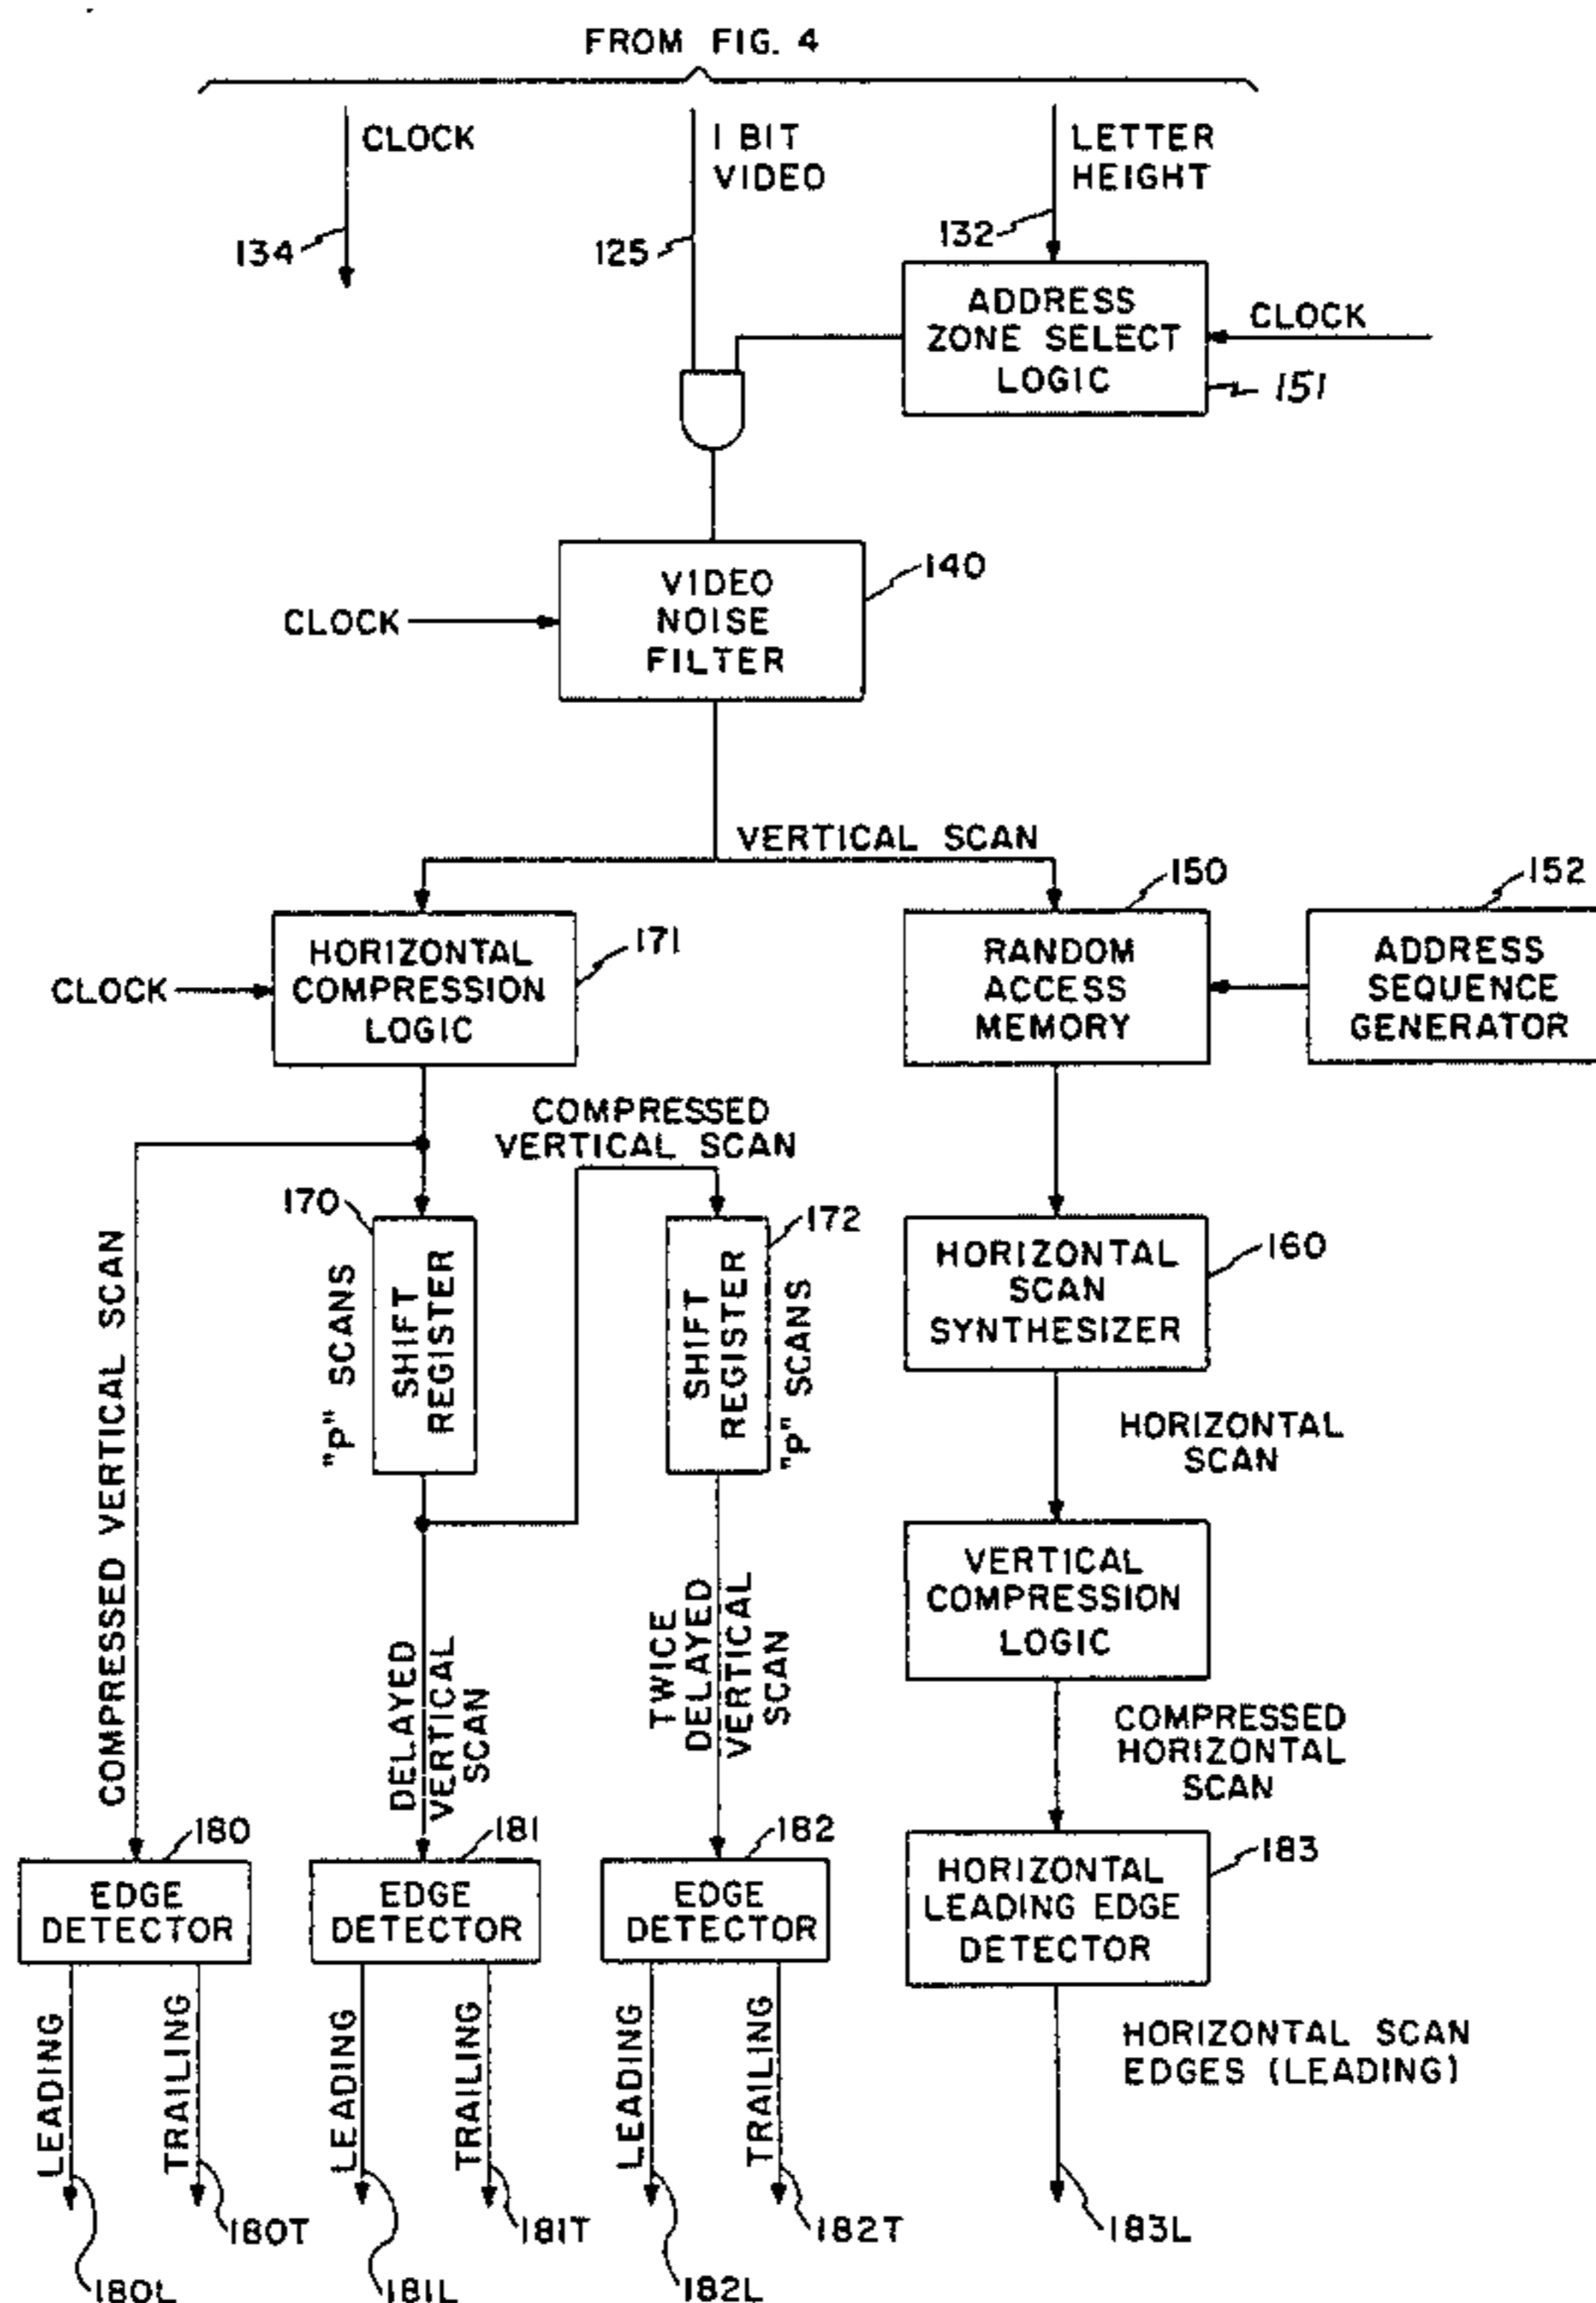 FROM FIG. 4
CLOCK
1 BIT
VIDEO
LETTER
HEIGHT
134
125
132
ADDRESS
ZONE SELECT
LOGIC
CLOCK
151
VIDEO
NOISE
FILTER
140
CLOCK
VERTICAL SCAN
HORIZONTAL
COMPRESSION
LOGIC
171
CLOCK
RANDOM
ACCESS
MEMORY
150
ADDRESS
SEQUENCE
GENERATOR
152
COMPRESSED
VERTICAL SCAN
COMPRESSED VERTICAL SCAN
170
"P" SCANS
SHIFT
REGISTER
172
SHIFT
REGISTER
"P" SCANS
HORIZONTAL
SCAN
SYNTHESIZER
160
HORIZONTAL
SCAN
VERTICAL
COMPRESSION
LOGIC
DELAYED
VERTICAL
SCAN
TWICE
DELAYED
VERTICAL
SCAN
COMPRESSED
HORIZONTAL
SCAN
180
EDGE
DETECTOR
181
EDGE
DETECTOR
182
EDGE
DETECTOR
183
HORIZONTAL
LEADING EDGE
DETECTOR
LEADING
TRAILING
LEADING
TRAILING
LEADING
TRAILING
HORIZONTAL SCAN
EDGES (LEADING)
180L
180T
181L
181T
182L
182T
183L